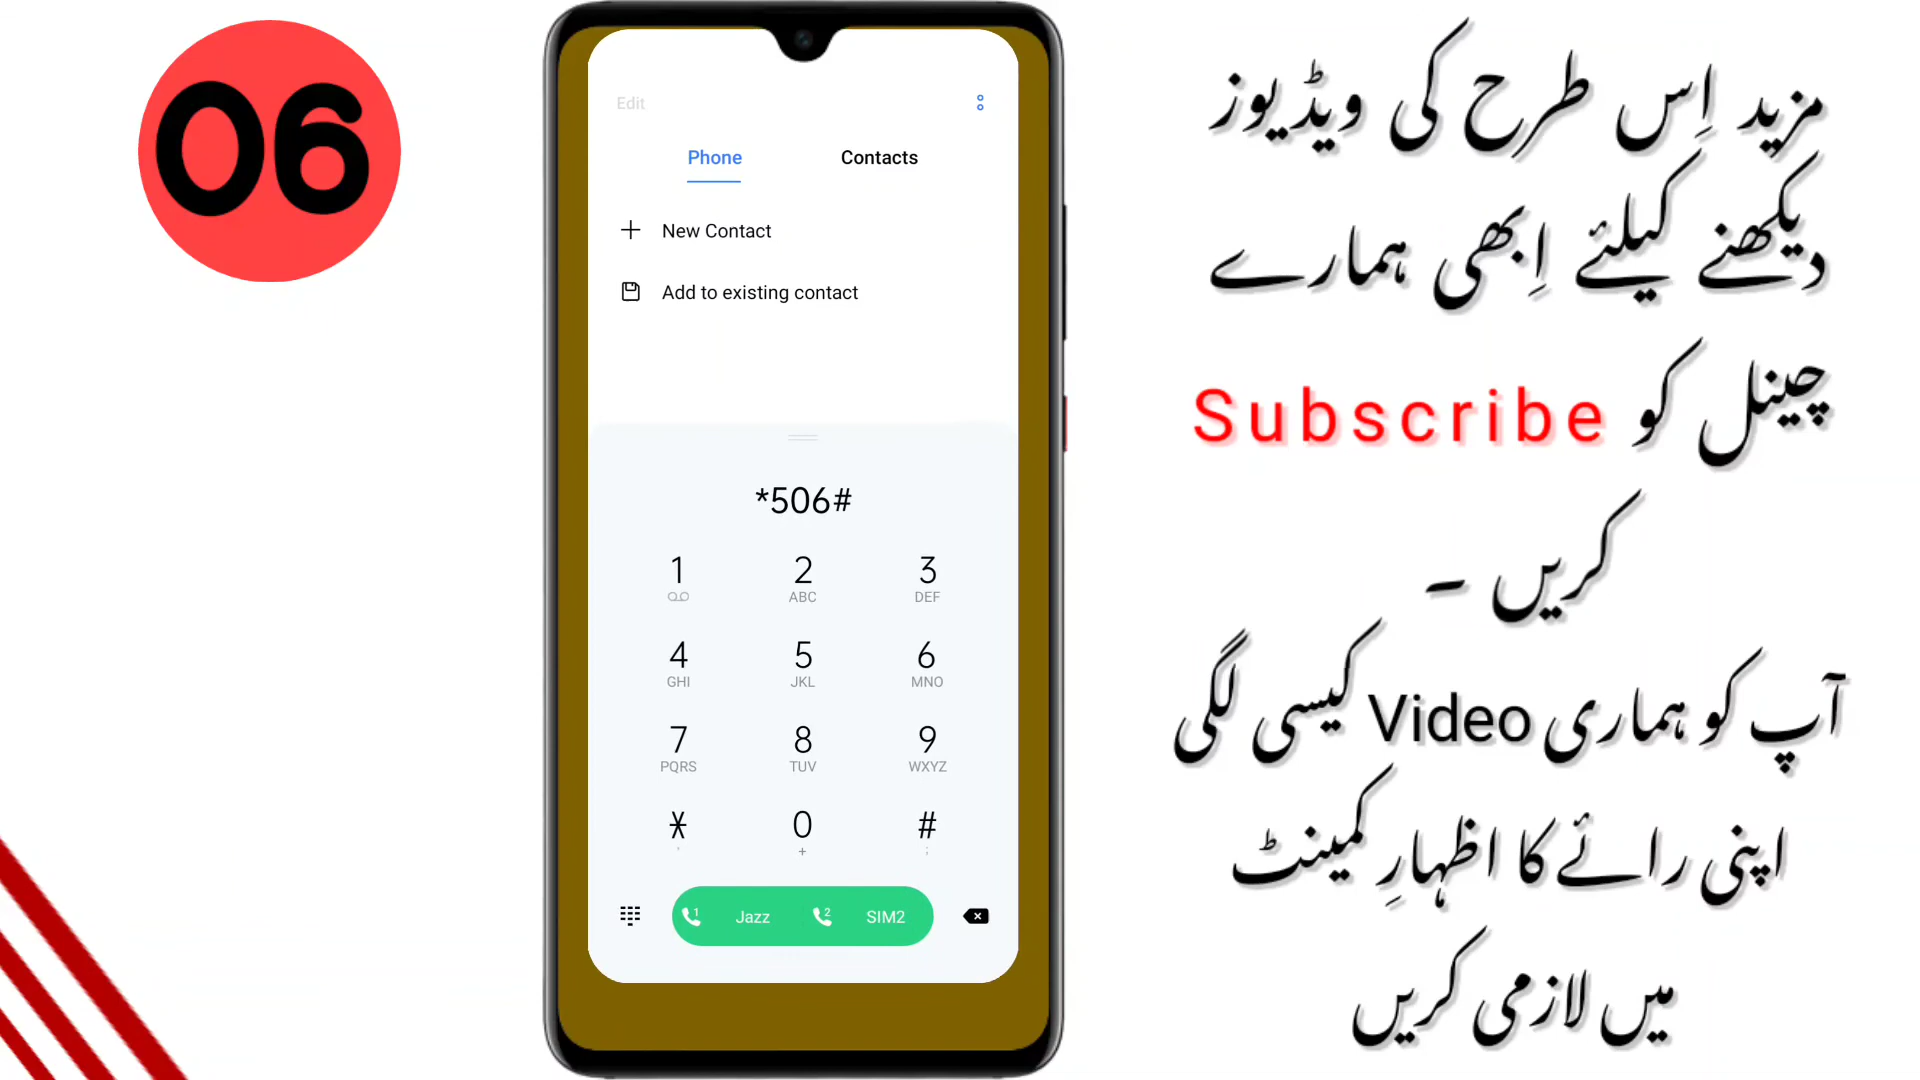 06
Edit
Phone Contacts
New Contact
Add to existing contact
*506#
1 2 3
ABC DEF
4 5 6
GHI JKL MNO
7 8 9
PQRS TUV WXYZ
* 0 #
, + ;
1 Jazz 2 SIM2
مزید اِس طرح کی ویڈیوز
دیکھنے کیلئے اِبھی ہمارے
چینل کو Subscribe
کریں ۔
آپ کو ہماری Video کیسی لگی
اپنی رائے کا اظہارِ کمینٹ
میں لازمی کریں